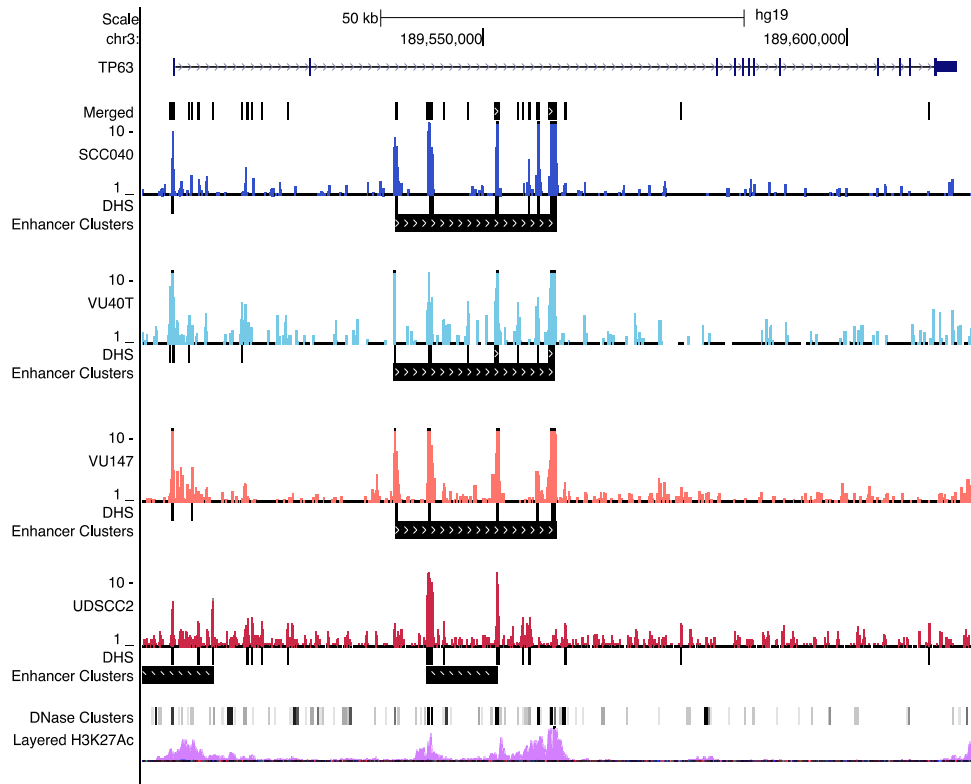 Scale 50 kb hg19
chr3: 189,550,000 189,600,000
TP63
Merged
10 -
SCC040
1 _
DHS
Enhancer Clusters
10 -
VU40T
1 _
DHS
Enhancer Clusters
10 -
VU147
1 _
DHS
Enhancer Clusters
10 -
UDSCC2
1 _
DHS
Enhancer Clusters
DNase Clusters
Layered H3K27Ac